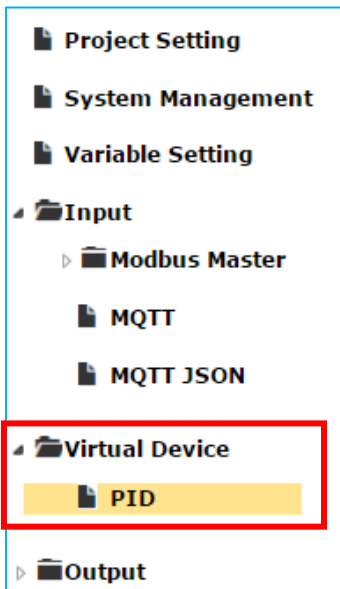 Project Setting
System Management
Variable Setting
Input
Modbus Master
MQTT
MQTT JSON
Virtual Device
PID
Output